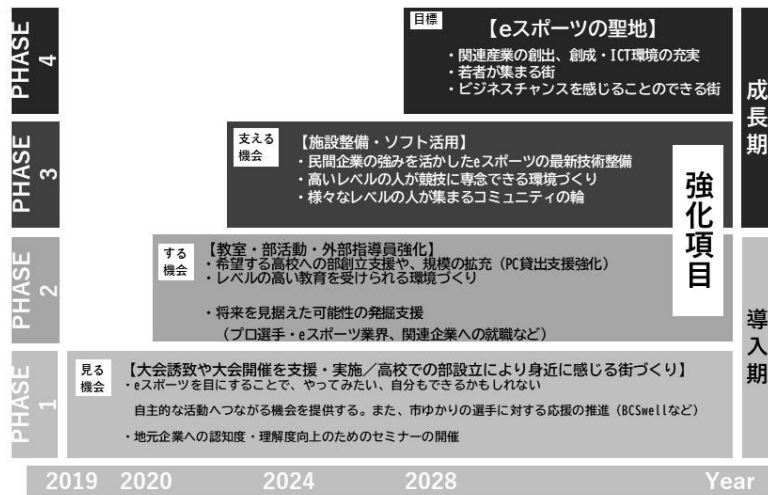 PHASE 4
目標
【eスポーツの聖地】
・関連産業の創出、創成・ICT環境の充実
・若者が集まる街
・ビジネスチャンスを感じることのできる街
成長期
PHASE 3
支える
機会
【施設整備・ソフト活用】
・民間企業の強みを活かしたeスポーツの最新技術整備
・高いレベルの人が競技に専念できる環境づくり
・様々なレベルの人が集まるコミュニティの輪
強化項目
PHASE 2
する
機会
【教室・部活動・外部指導員強化】
・希望する高校への部創立支援や、規模の拡充（PC貸出支援強化）
・レベルの高い教育を受けられる環境づくり
・将来を見据えた可能性の発掘支援
（プロ選手・eスポーツ業界、関連企業への就職など）
導入期
PHASE 1
見る
機会
【大会誘致や大会開催を支援・実施／高校での部設立により身近に感じる街づくり】
・eスポーツを目にすることで、やってみたい、自分もできるかもしれない
自主的な活動へつながる機会を提供する。また、市ゆかりの選手に対する応援の推進（BCSwellなど）
・地元企業への認知度・理解度向上のためのセミナーの開催
2019 2020 2024 2028 Year